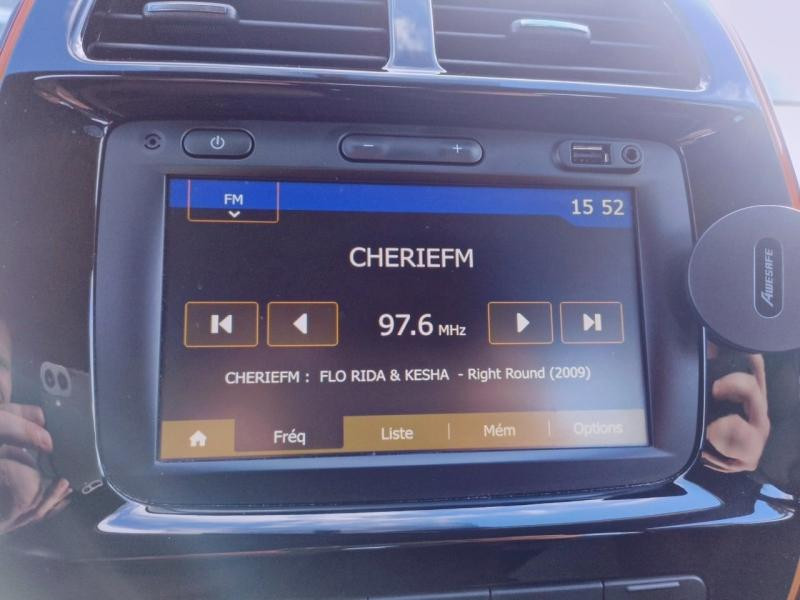 FM
15 52
CHERIEFM
97.6 MHz
CHERIEFM : FLO RIDA & KESHA - Right Round (2009)
Fréq
Liste
Mém
Options
AWESAFE